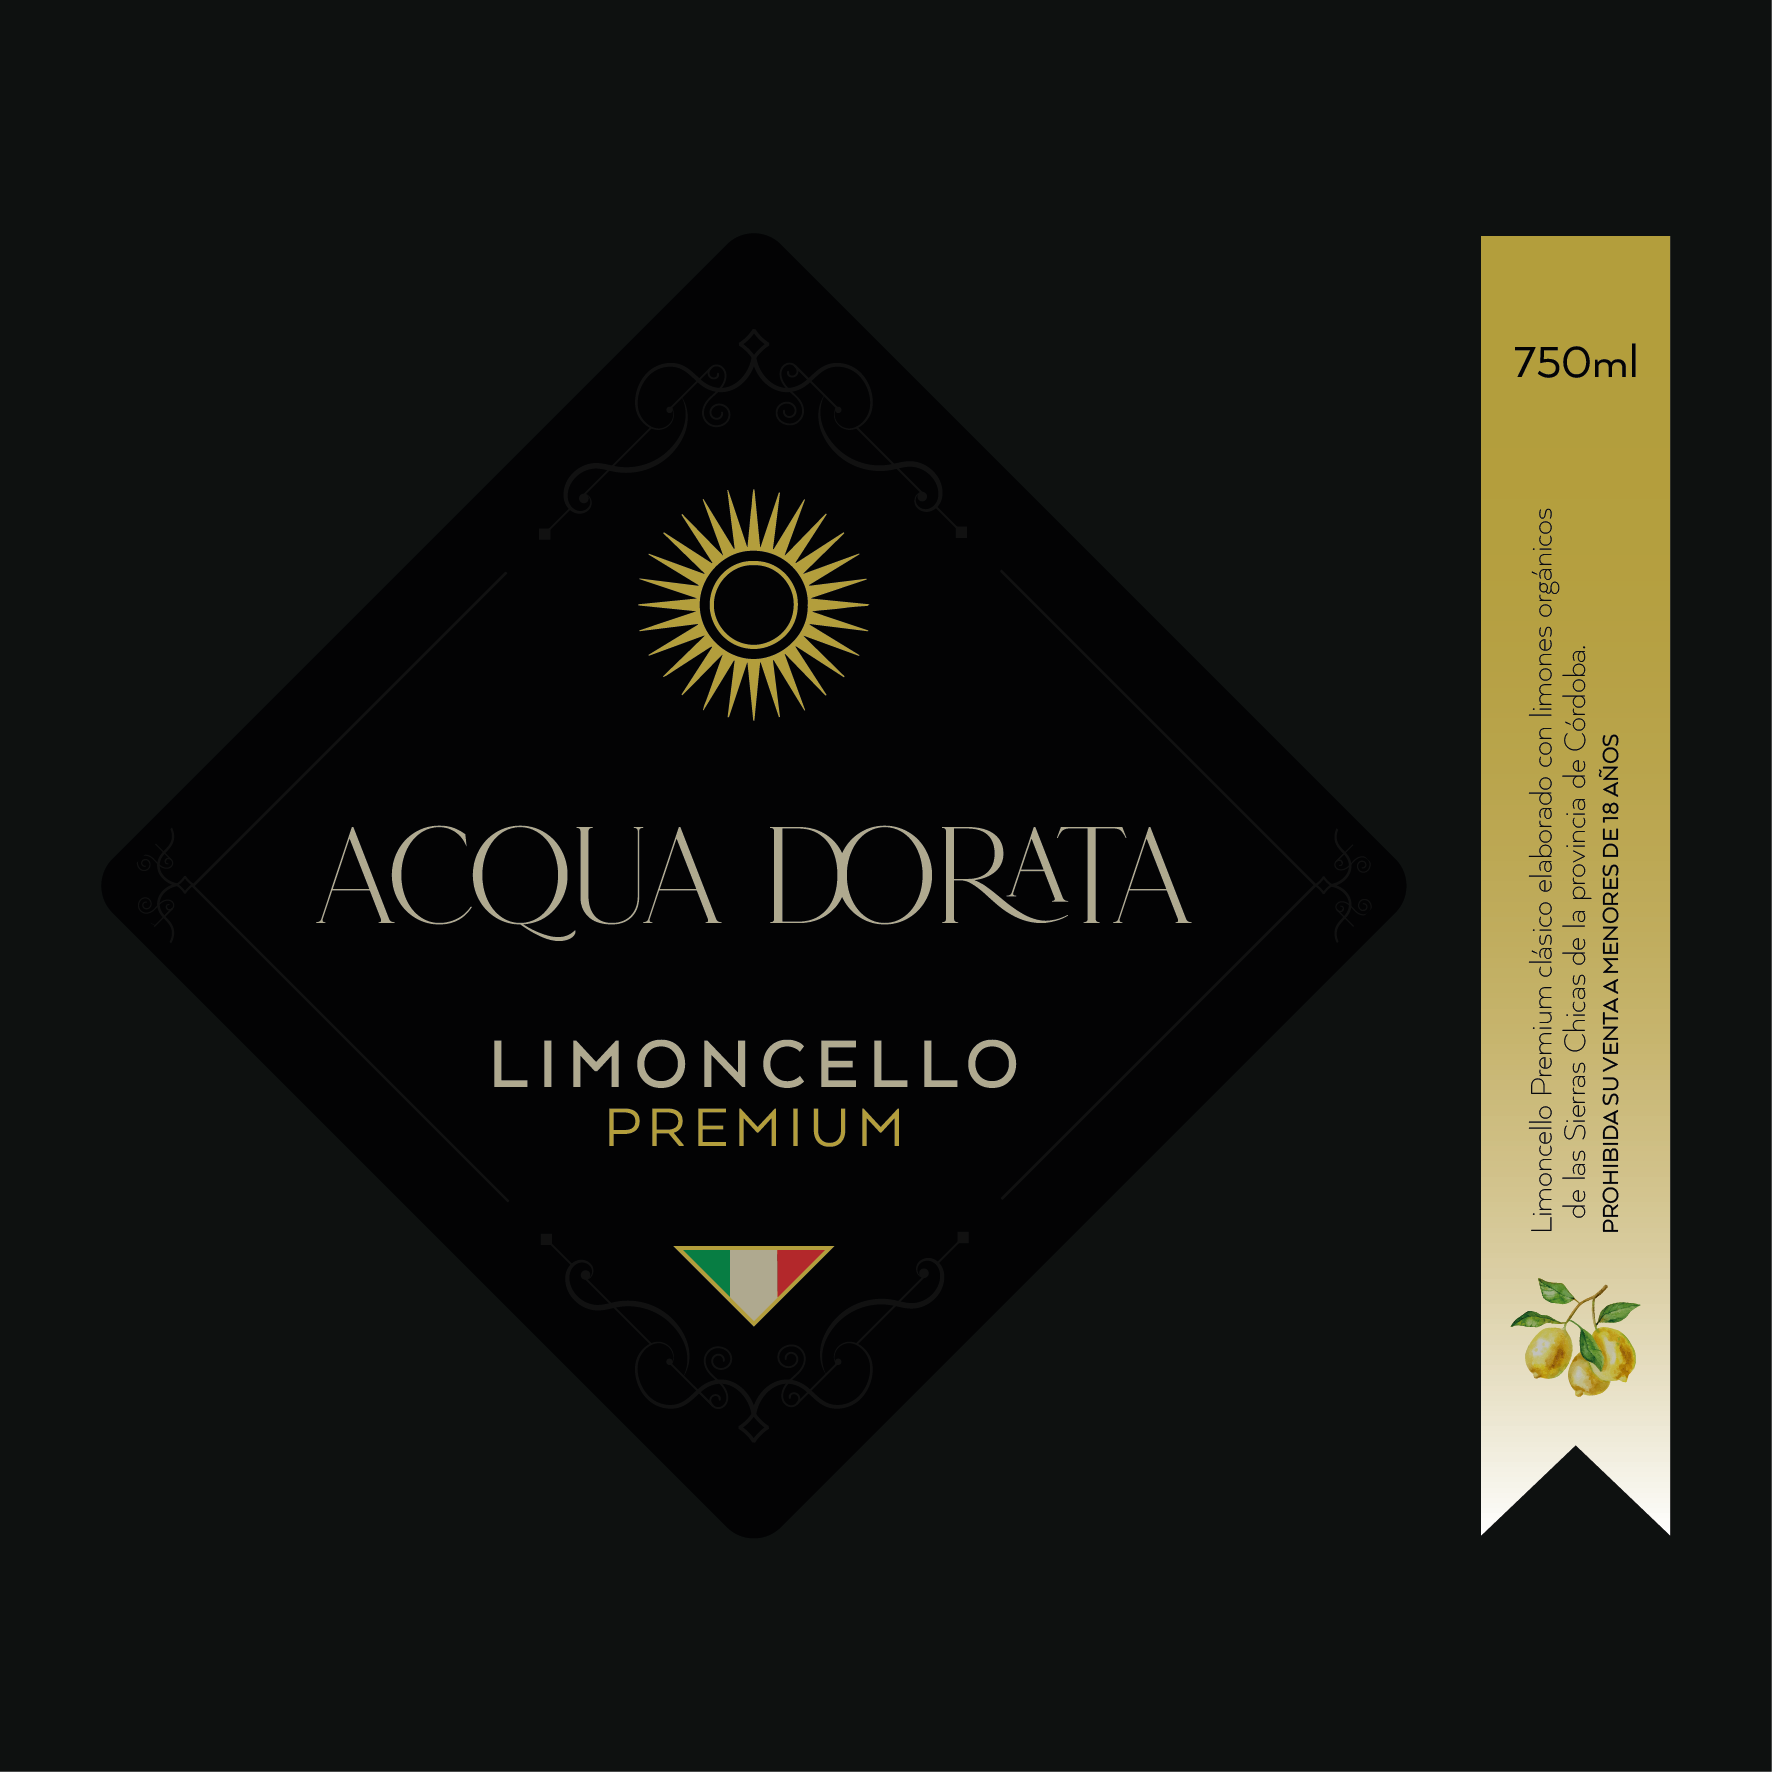 ACQUA DORATA
LIMONCELLO
PREMIUM
750ml
Limoncello Premium clásico elaborado con limones orgánicos
de las Sierras Chicas de la provincia de Córdoba.
PROHIBIDA SU VENTA A MENORES DE 18 AÑOS